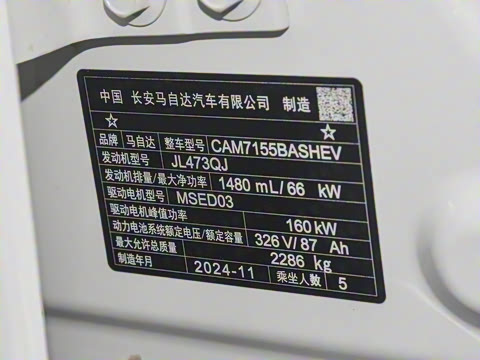 中国 长安马自达汽车有限公司 制造
☆ ☆
品牌 马自达 整车型号 CAM7155BASHEV
发动机型号 JL473QJ
发动机排量/最大净功率 1480 mL/66 kW
驱动电机型号 MSED03
驱动电机峰值功率 160kW
动力电池系统额定电压/额定容量 326V/87 Ah
最大允许总质量 2286 kg
制造年月 2024-11 乘坐人数 5